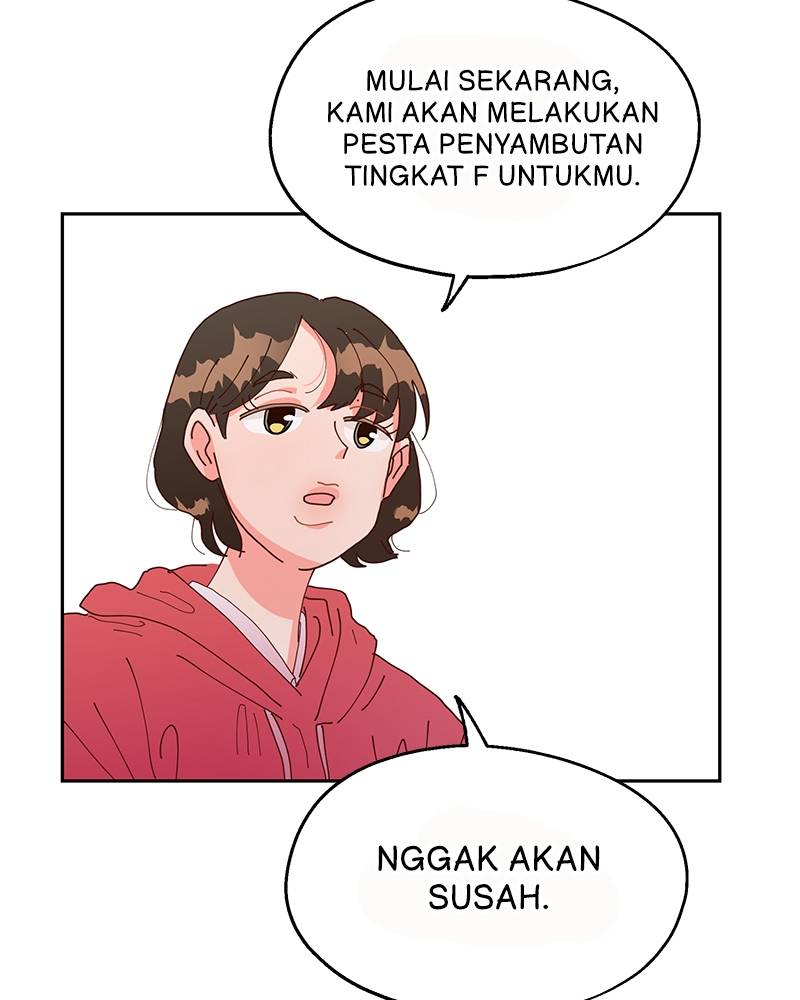 MULAI SEKARANG,
KAMI AKAN MELAKUKAN
PESTA PENYAMBUTAN
TINGKAT F UNTUKMU.
NGGAK AKAN
SUSAH.